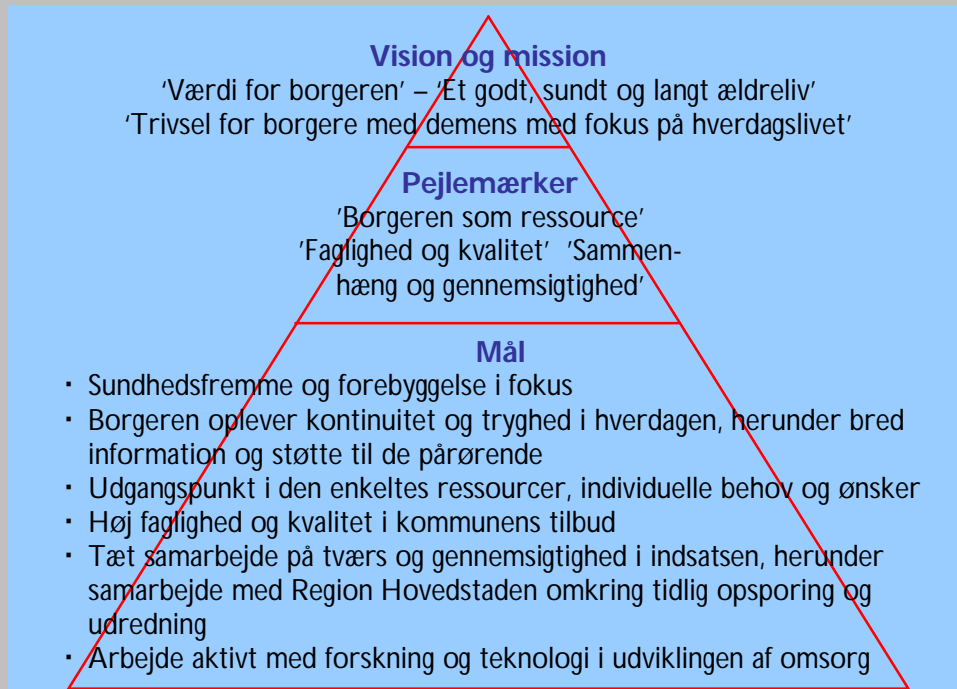 Vision og mission
‘Værdi for borgeren’ – ‘Et godt, sundt og langt ældreliv’
‘Trivsel for borgere med demens med fokus på hverdagslivet’
Pejlemærker
’Borgeren som ressource’
’Faglighed og kvalitet’ ’Sammen-
hæng og gennemsigtighed’
Mål
· Sundhedsfremme og forebyggelse i fokus
· Borgeren oplever kontinuitet og tryghed i hverdagen, herunder bred
information og støtte til de pårørende
· Udgangspunkt i den enkeltes ressourcer, individuelle behov og ønsker
· Høj faglighed og kvalitet i kommunens tilbud
· Tæt samarbejde på tværs og gennemsigtighed i indsatsen, herunder
samarbejde med Region Hovedstaden omkring tidlig opsporing og
udredning
· Arbejde aktivt med forskning og teknologi i udviklingen af omsorg